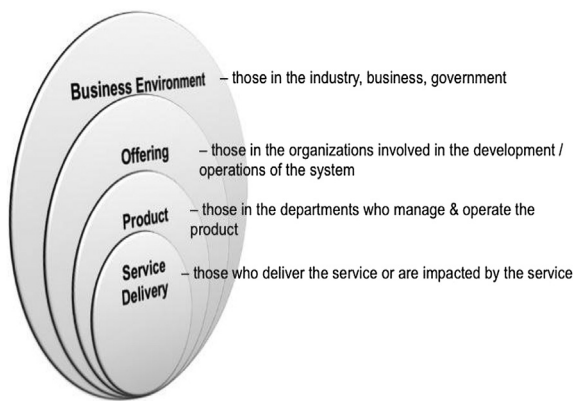 Business Environment – those in the industry, business, government
Offering – those in the organizations involved in the development /
operations of the system
Product – those in the departments who manage & operate the
product
Service
Delivery – those who deliver the service or are impacted by the service